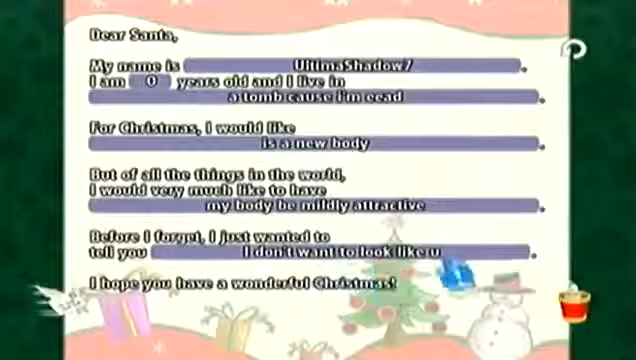 Dear Santa,
My name is UltimaShadow7.
I am 0 years old and I live in
a tomb cause I'm eead.
For Christmas, I would like
is a new body.
But of all the things in the world,
I would very much like to have
my body be mildly attractive.
Before I forget, I just wanted to
tell you I don't want to look like u.
I hope you have a wonderful Christmas!